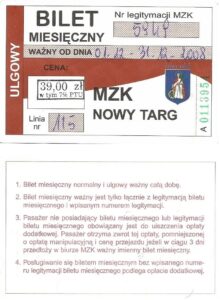 ULGOWY
BILET
MIESIĘCZNY
Nr legitymacji MZK
WAŻNY OD DNIA 01.12 - 31.12.2008
CENA:
39,00 zł
w tym 7% PTU
MZK
Linia
nr 115
NOWY TARG
A 011395
1. Bilet miesięczny normalny i ulgowy ważny całą dobę.
2. Bilet miesięczny ważny jest tylko łącznie z legitymacją biletu
miesięcznego i wpisanym numerem legitymacji.
3. Pasażer nie posiadający biletu miesięcznego lub legitymacji
biletu miesięcznego obowiązany jest do uiszczenia opłaty
dodatkowej. Pasażer otrzyma zwrot tej opłaty, pomniejszonej
o opłatę manipulacyjną i cenę przejazdu jeżeli w ciągu 3 dni
przedłoży w biurze MZK ważny imienny bilet miesięczny.
4. Posługiwanie się biletem miesięcznym bez wpisanego nume-
ru legitymacji biletu miesięcznego podlega opłacie dodatkowej.